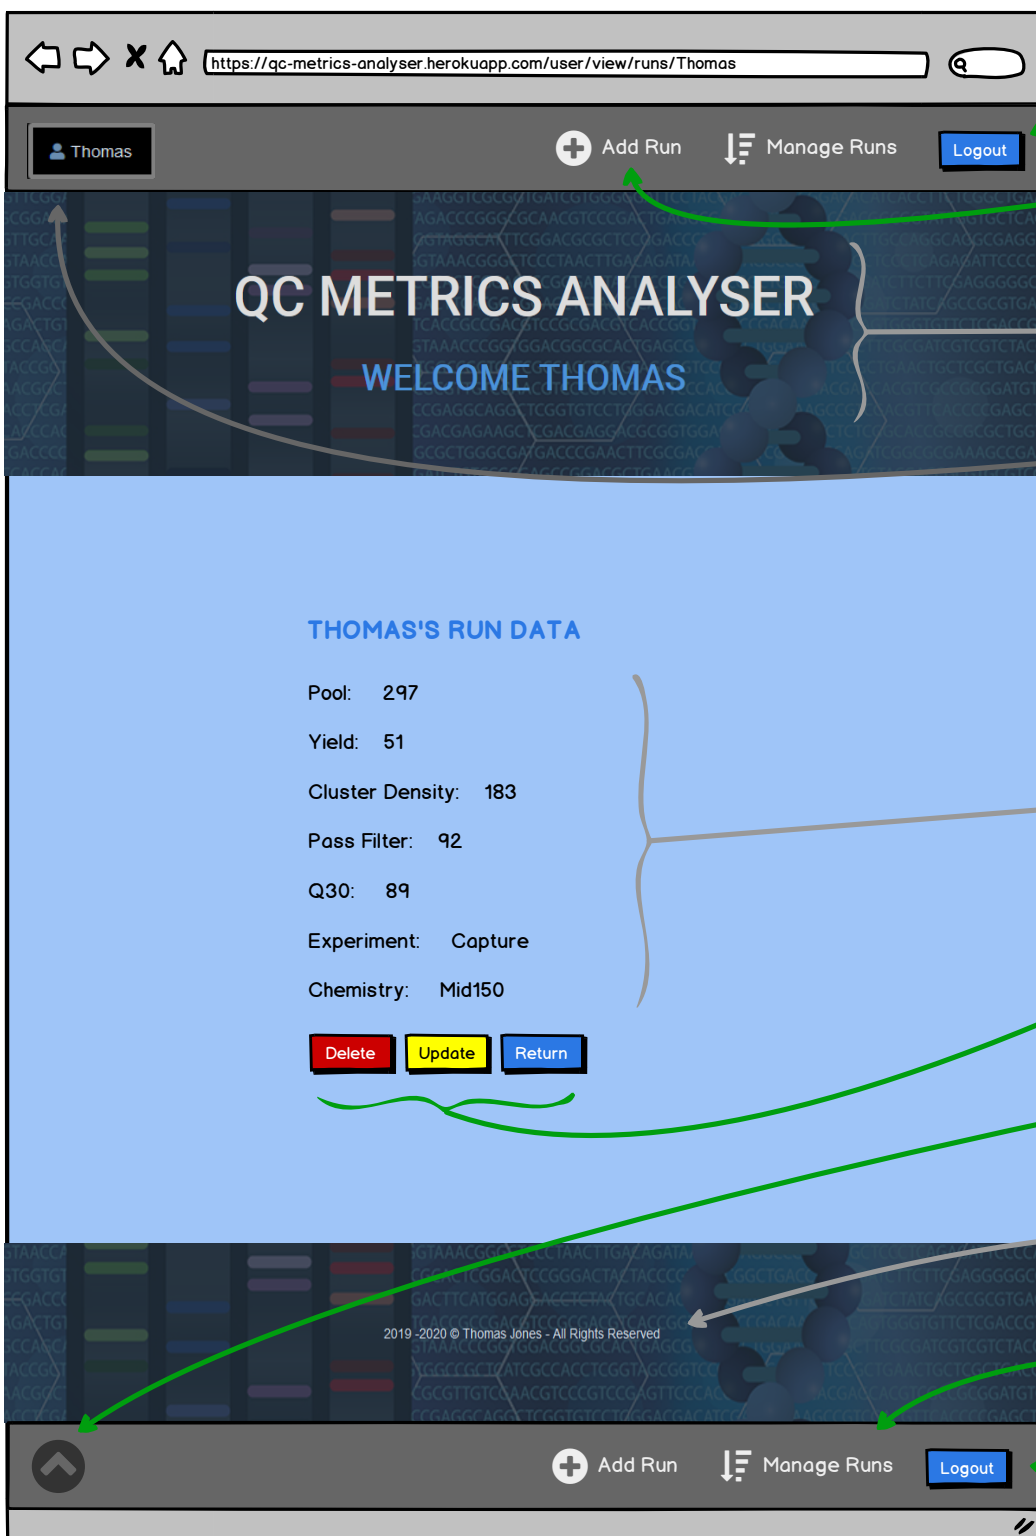 https://qc-metrics-analyser.herokuapp.com/user/view/runs/Thomas
Thomas
Add Run
Manage Runs
Logout
QC METRICS ANALYSER
WELCOME THOMAS
THOMAS'S RUN DATA
Pool: 297
Yield: 51
Cluster Density: 183
Pass Filter: 92
Q30: 89
Experiment: Capture
Chemistry: Mid150
Delete
Update
Return
2019 -2020 © Thomas Jones - All Rights Reserved
Add Run
Manage Runs
Logout